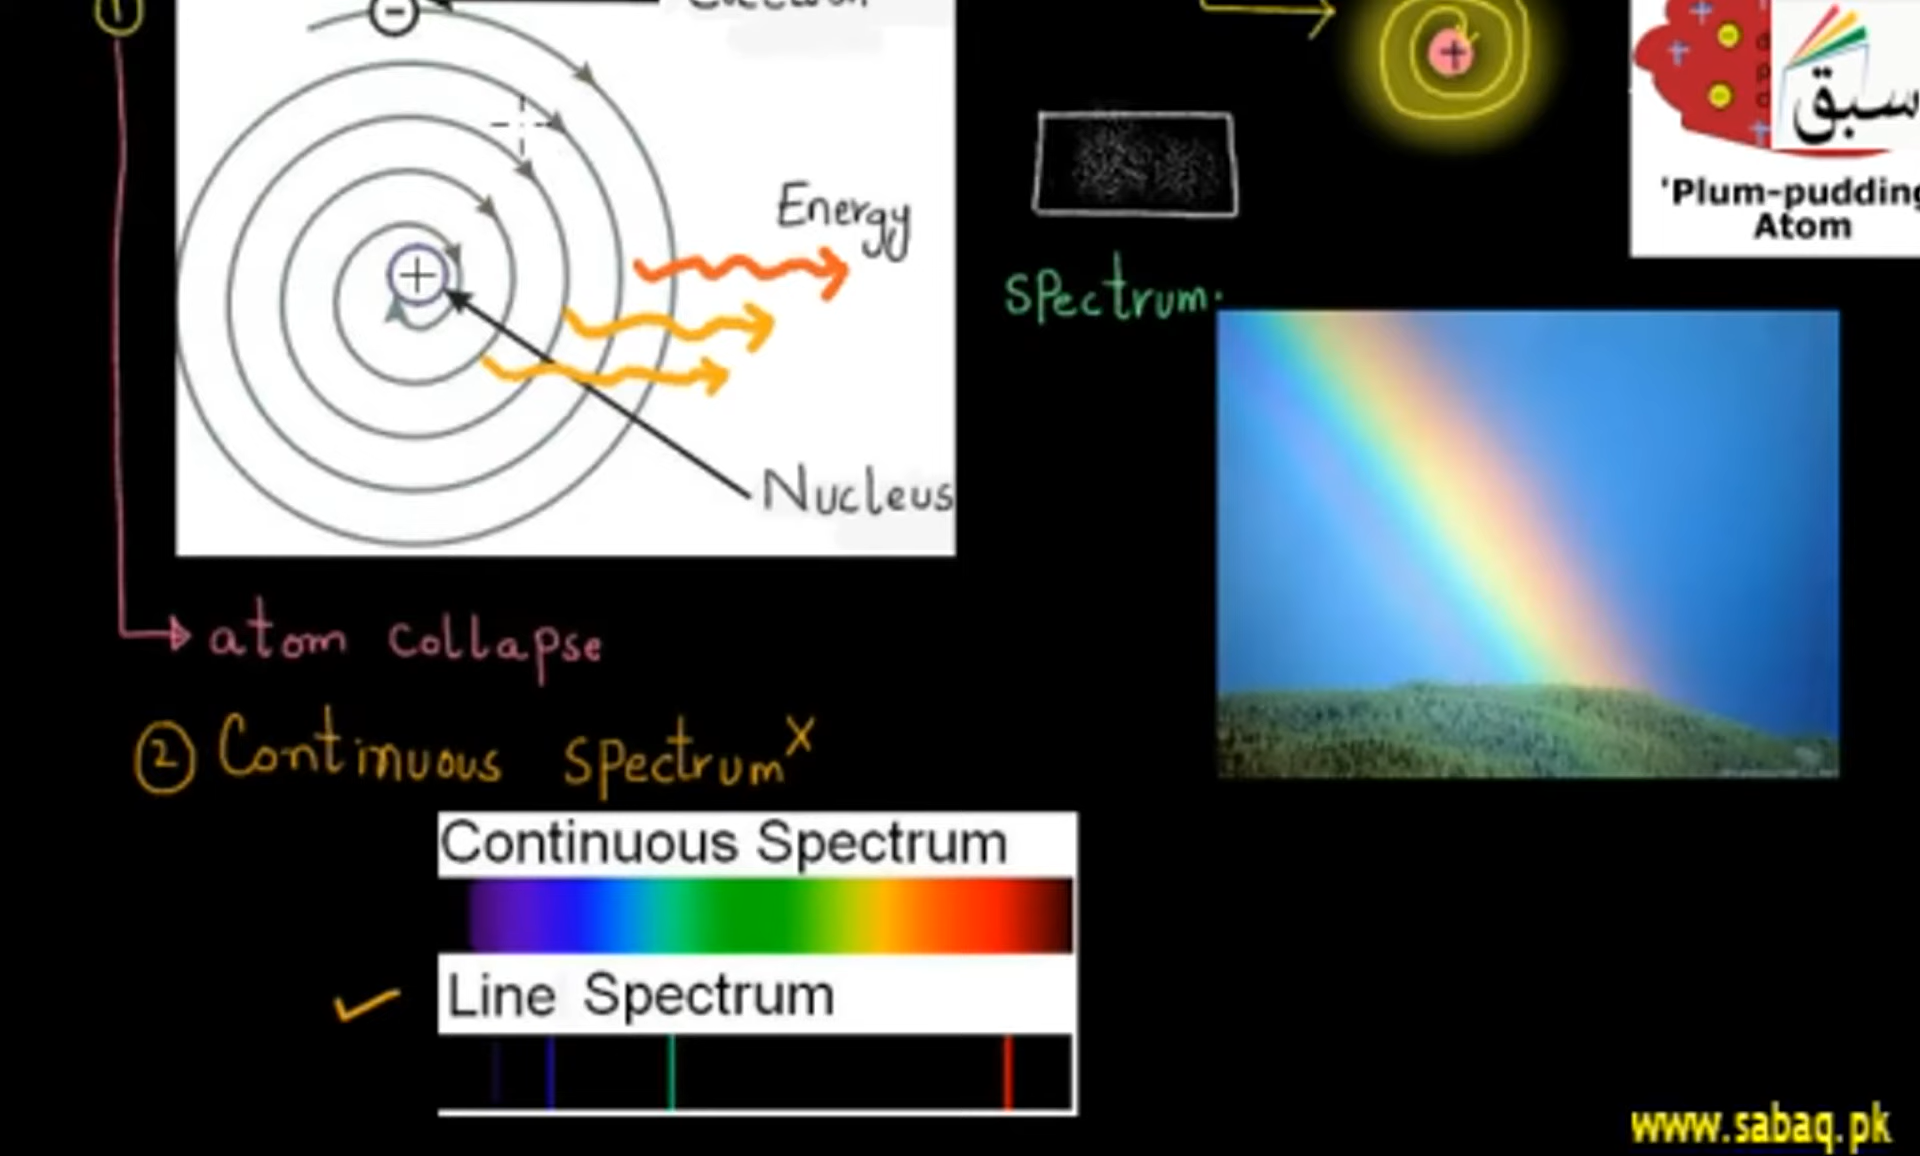 1
Energy
Nucleus
atom collapse
2 Continuous spectrum x
Continuous Spectrum
Line Spectrum
spectrum.
سبق
'Plum-pudding
Atom
www.sabaq.pk